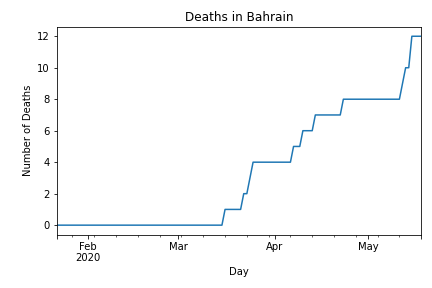 Deaths in Bahrain
12
10
8
6
4
2
0
Number of Deaths
Feb
2020
Mar
Apr
May
Day